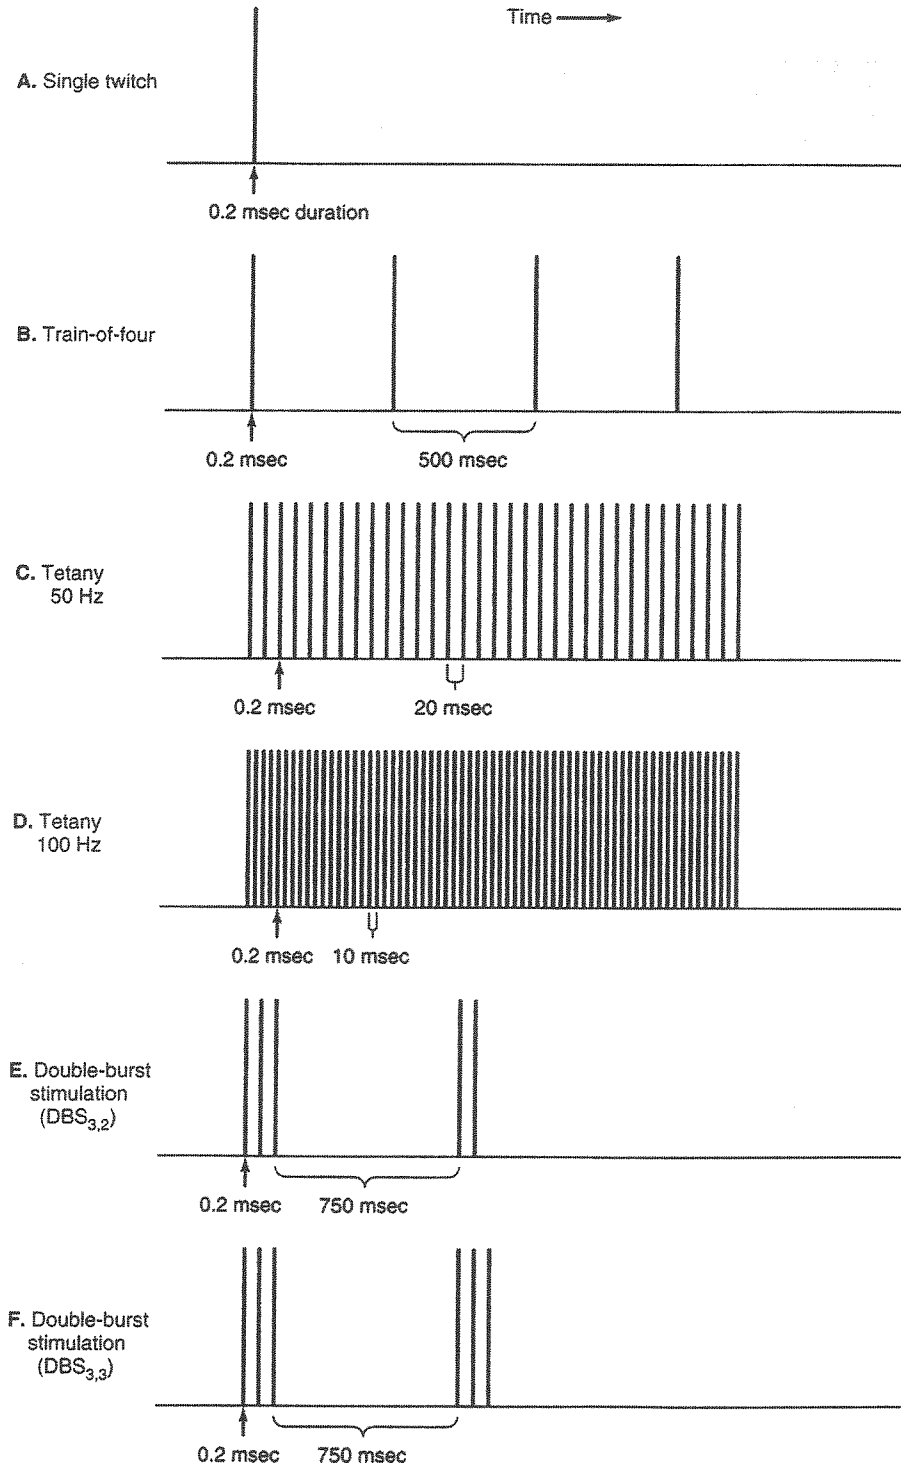 Time
A. Single twitch
0.2 msec duration
B. Train-of-four
0.2 msec
500 msec
C. Tetany
50 Hz
0.2 msec
20 msec
D. Tetany
100 Hz
0.2 msec
10 msec
E. Double-burst
stimulation
(DBS3,2)
0.2 msec
750 msec
F. Double-burst
stimulation
(DBS3,3)
0.2 msec
750 msec